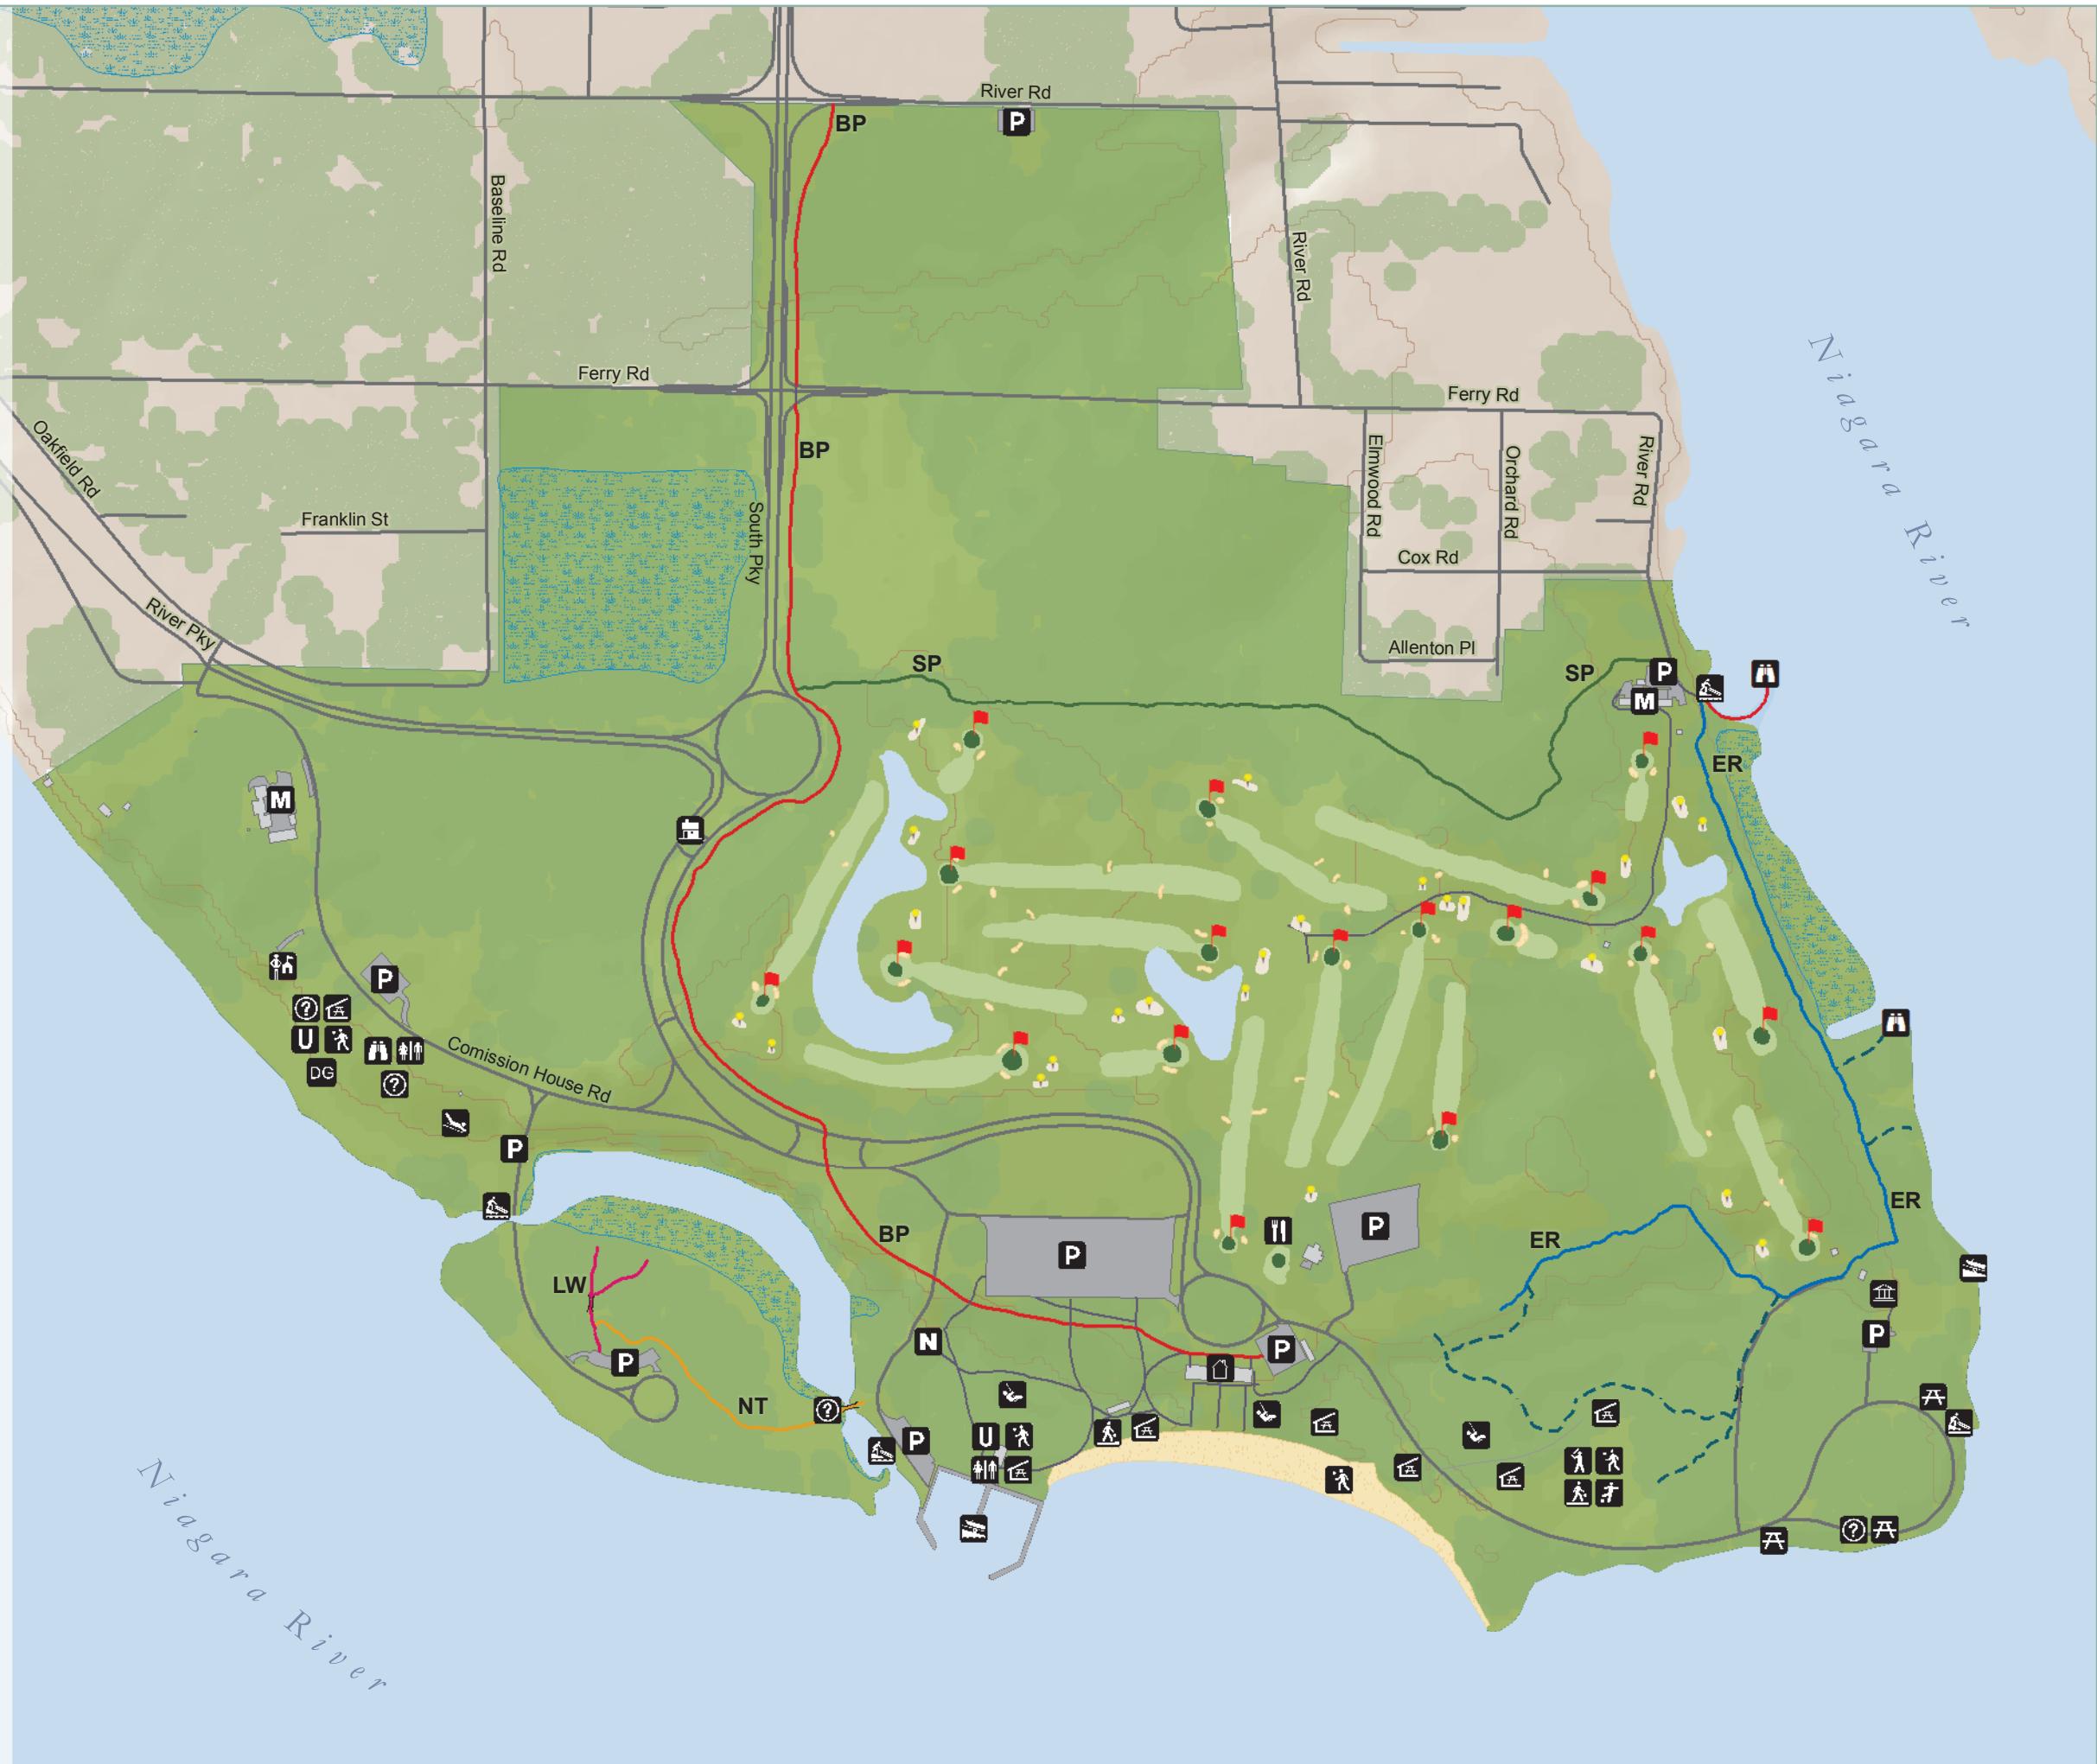 River Rd
P
BP
Baseline Rd
River Rd
Niagara River
Ferry Rd
Ferry Rd
Oakfield Rd
BP
Elmwood Rd
Orchard Rd
River Rd
Franklin St
South Pky
Cox Rd
River Pky
Allenton Pl
SP
SP
P
M
ER
M
P
?
U
DG
?
Comission House Rd
P
ER
BP
P
P
ER
LW
N
P
P
P
NT
?
P
U
?
Niagara River